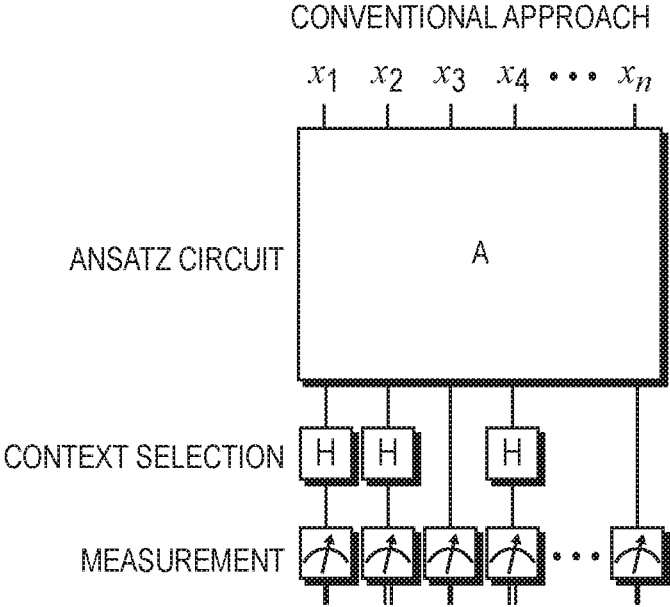 CONVENTIONAL APPROACH
x1 x2 x3 x4 ••• xn
ANSATZ CIRCUIT A
CONTEXT SELECTION H H H
MEASUREMENT •••